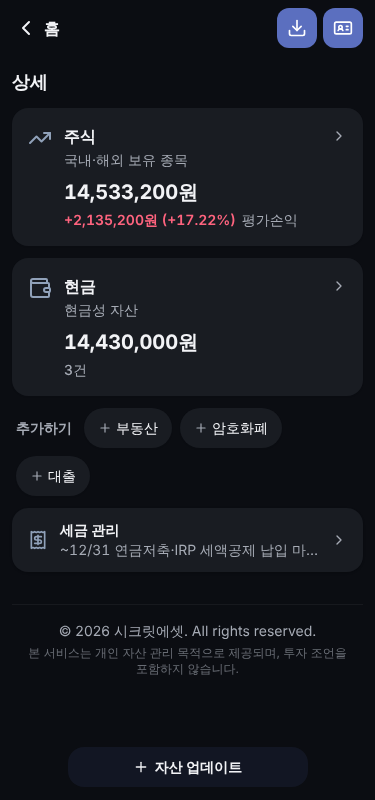 홈
상세
주식
국내·해외 보유 종목
14,533,200원
+2,135,200원 (+17.22%) 평가손익
현금
현금성 자산
14,430,000원
3건
추가하기 + 부동산 + 암호화폐
+ 대출
세금 관리
~12/31 연금저축·IRP 세액공제 납입 마...
© 2026 시크릿에셋. All rights reserved.
본 서비스는 개인 자산 관리 목적으로 제공되며, 투자 조언을
포함하지 않습니다.
+ 자산 업데이트